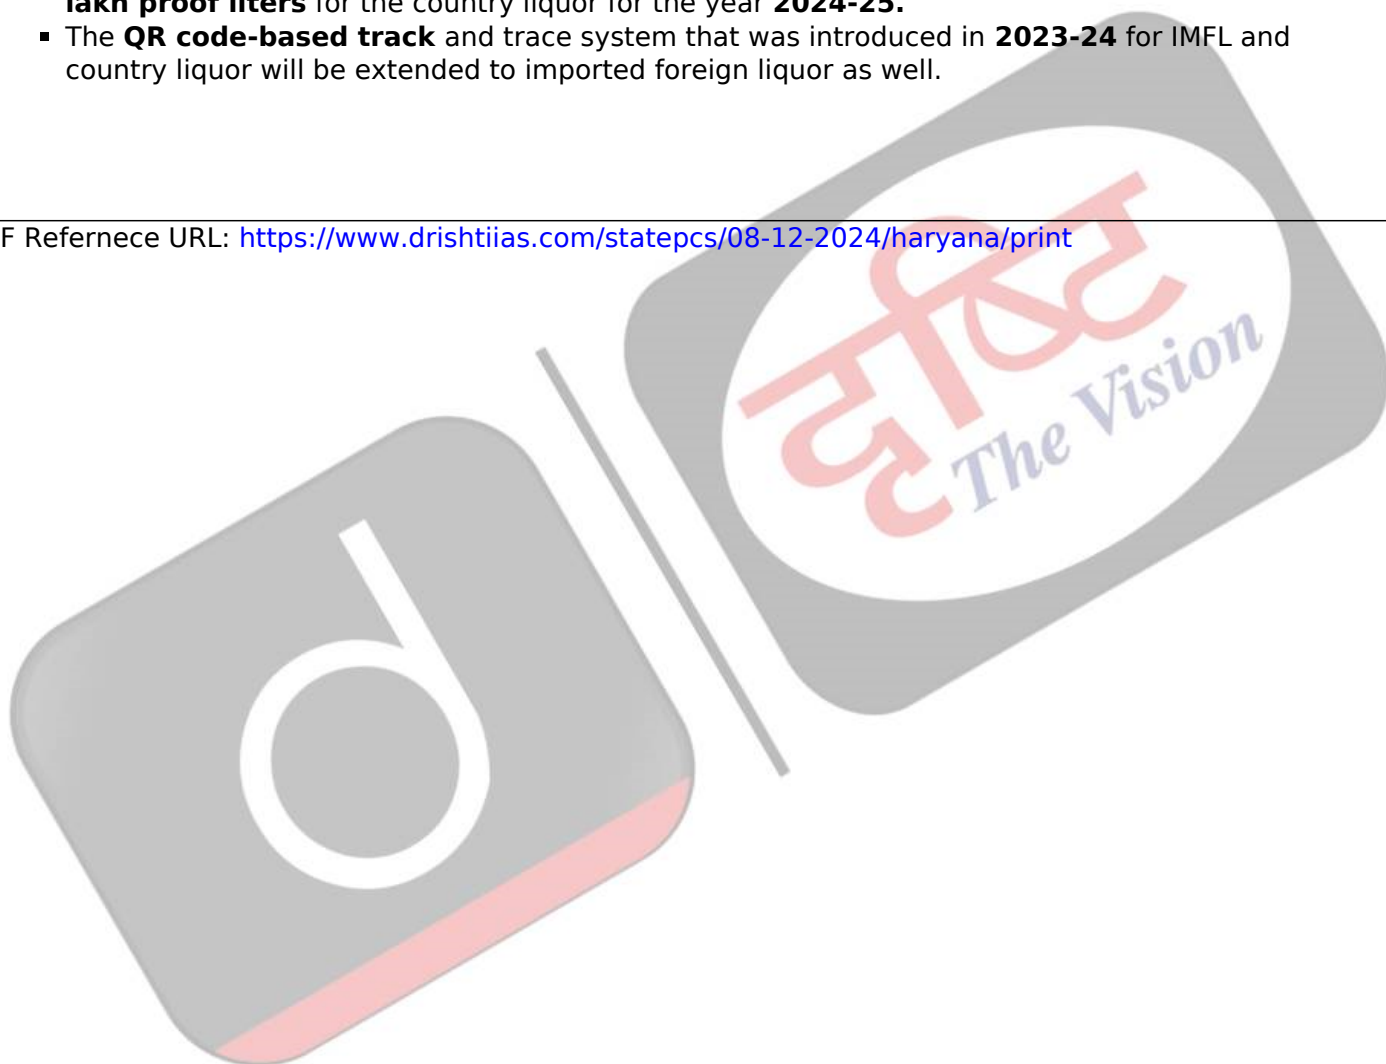 lakh proof liters for the country liquor for the year 2024-25.
▪ The QR code-based track and trace system that was introduced in 2023-24 for IMFL and
country liquor will be extended to imported foreign liquor as well.
F Refernece URL: https://www.drishtiias.com/statepcs/08-12-2024/haryana/print
दृष्टि
The Vision
d